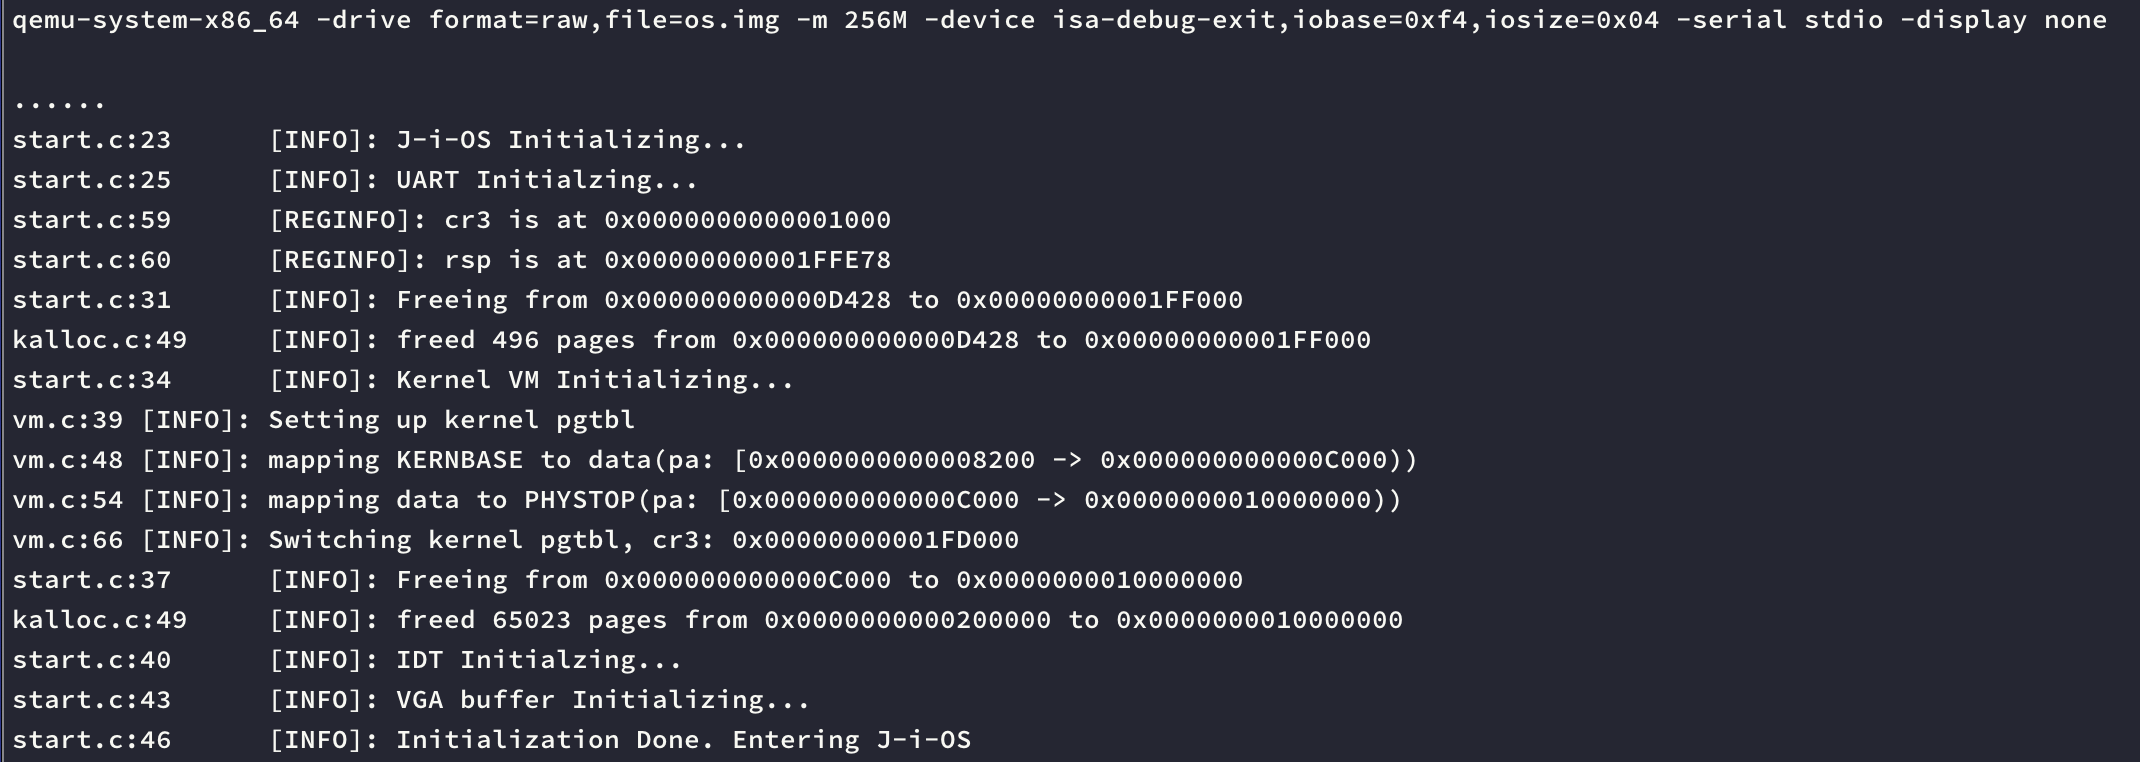 qemu-system-x86_64 -drive format=raw,file=os.img -m 256M -device isa-debug-exit,iobase=0xf4,iosize=0x04 -serial stdio -display none
......
start.c:23 [INFO]: J-i-OS Initializing...
start.c:25 [INFO]: UART Initialzing...
start.c:59 [REGINFO]: cr3 is at 0x0000000000001000
start.c:60 [REGINFO]: rsp is at 0x00000000001FFE78
start.c:31 [INFO]: Freeing from 0x000000000000D428 to 0x00000000001FF000
kalloc.c:49 [INFO]: freed 496 pages from 0x000000000000D428 to 0x00000000001FF000
start.c:34 [INFO]: Kernel VM Initializing...
vm.c:39 [INFO]: Setting up kernel pgtbl
vm.c:48 [INFO]: mapping KERNBASE to data(pa: [0x0000000000008200 -> 0x000000000000C000))
vm.c:54 [INFO]: mapping data to PHYSTOP(pa: [0x000000000000C000 -> 0x0000000010000000))
vm.c:66 [INFO]: Switching kernel pgtbl, cr3: 0x00000000001FD000
start.c:37 [INFO]: Freeing from 0x000000000000C000 to 0x0000000010000000
kalloc.c:49 [INFO]: freed 65023 pages from 0x0000000000200000 to 0x0000000010000000
start.c:40 [INFO]: IDT Initialzing...
start.c:43 [INFO]: VGA buffer Initializing...
start.c:46 [INFO]: Initialization Done. Entering J-i-OS